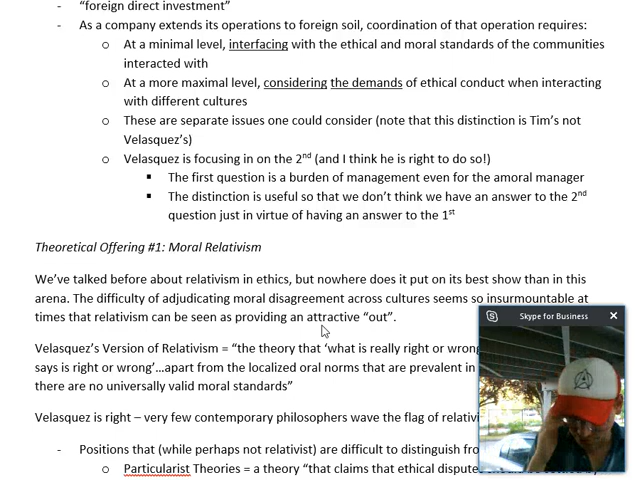 - "foreign direct investment"
- As a company extends its operations to foreign soil, coordination of that operation requires:
o At a minimal level, interfacing with the ethical and moral standards of the communities
interacted with
o At a more maximal level, considering the demands of ethical conduct when interacting
with different cultures
o These are separate issues one could consider (note that this distinction is Tim's not
Velasquez's)
o Velasquez is focusing in on the 2nd (and I think he is right to do so!)
▪ The first question is a burden of management even for the amoral manager
▪ The distinction is useful so that we don't think we have an answer to the 2nd
question just in virtue of having an answer to the 1st
Theoretical Offering #1: Moral Relativism
We've talked before about relativism in ethics, but nowhere does it put on its best show than in this
arena. The difficulty of adjudicating moral disagreement across cultures seems so insurmountable at
times that relativism can be seen as providing an attractive "out".
Skype for Business
Velasquez's Version of Relativism = "the theory that 'what is really right or wrong
says is right or wrong'…apart from the localized oral norms that are prevalent in
there are no universally valid moral standards"
Velasquez is right – very few contemporary philosophers wave the flag of
- Positions that (while perhaps not relativist) are difficult to distinguish
o Particularist Theories = a theory "that claims that ethical